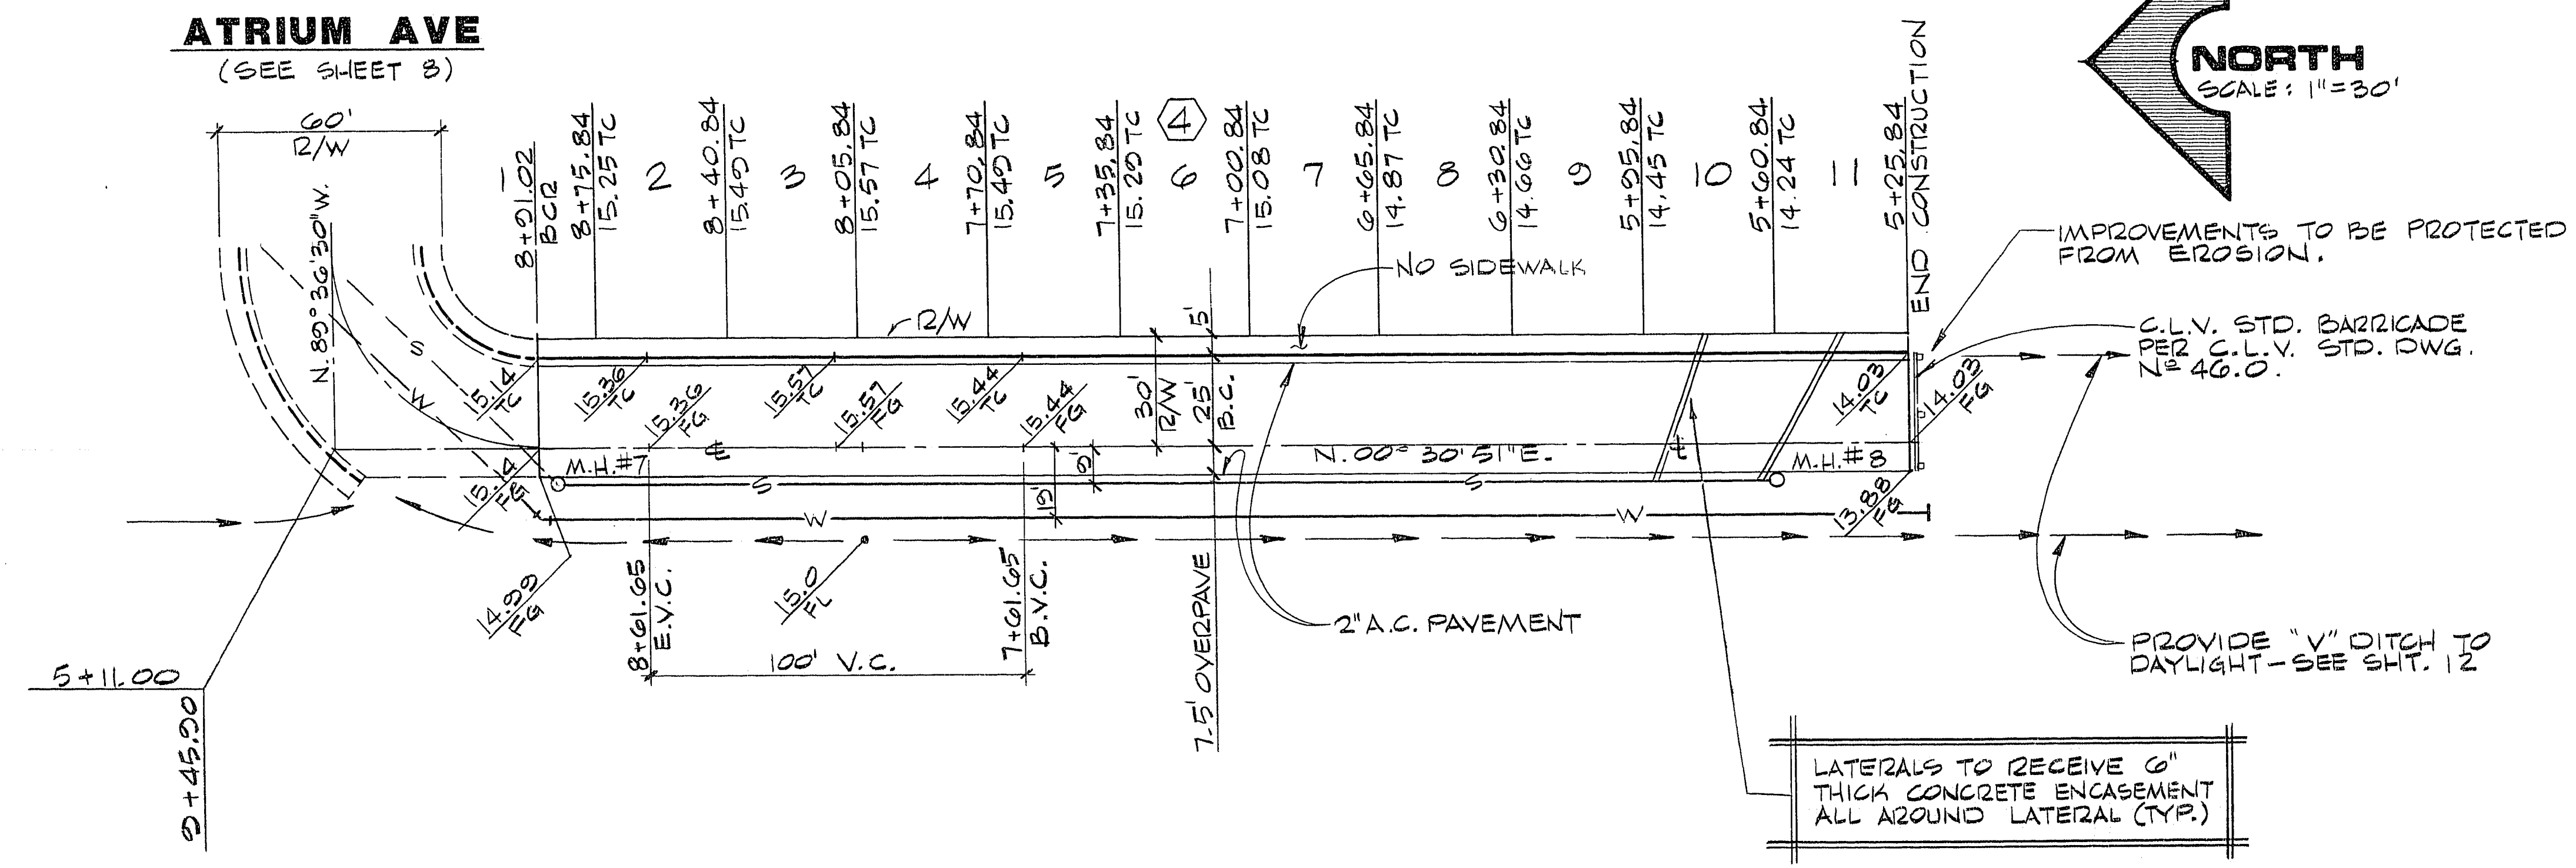 ATRIUM AVE
(SEE SHEET 8)
NORTH
SCALE: 1"=30'
60'
R/W
N. 89° 36' 30" W.
8+91.02
BCR
1
8+75.84
15.25 TC
2
8+40.84
15.49 TC
3
8+05.84
15.57 TC
4
7+70.84
15.49 TC
5
7+35.84
15.29 TC
4
6
7+00.84
15.08 TC
7
6+65.84
14.87 TC
8
6+30.84
14.66 TC
9
5+95.84
14.45 TC
10
5+60.84
14.24 TC
11
5+25.84
END CONSTRUCTION
IMPROVEMENTS TO BE PROTECTED
FROM EROSION.
C.L.V. STD. BARRICADE
PER C.L.V. STD. DWG.
Nº 46.0.
NO SIDEWALK
R/W
5'
30'
R/W
25'
B.C.
S
W
15.14
TC
15.36
TC
15.36
FG
15.57
TC
15.57
FG
15.44
TC
15.44
FG
14.03
TC
14.03
FG
℄
N. 00° 30' 51" E.
℄
M.H. #7
M.H. #8
15.14
FG
S
S
9'
19'
W
W
13.88
FG
14.99
FG
15.0
FL
8+61.65
E.V.C.
7+61.65
B.V.C.
100' V.C.
7.5' OVERPAVE
2" A.C. PAVEMENT
PROVIDE "V" DITCH TO
DAYLIGHT-SEE SHT. 12
5+11.00
9+45.90
LATERALS TO RECEIVE 6"
THICK CONCRETE ENCASEMENT
ALL AROUND LATERAL (TYP.)